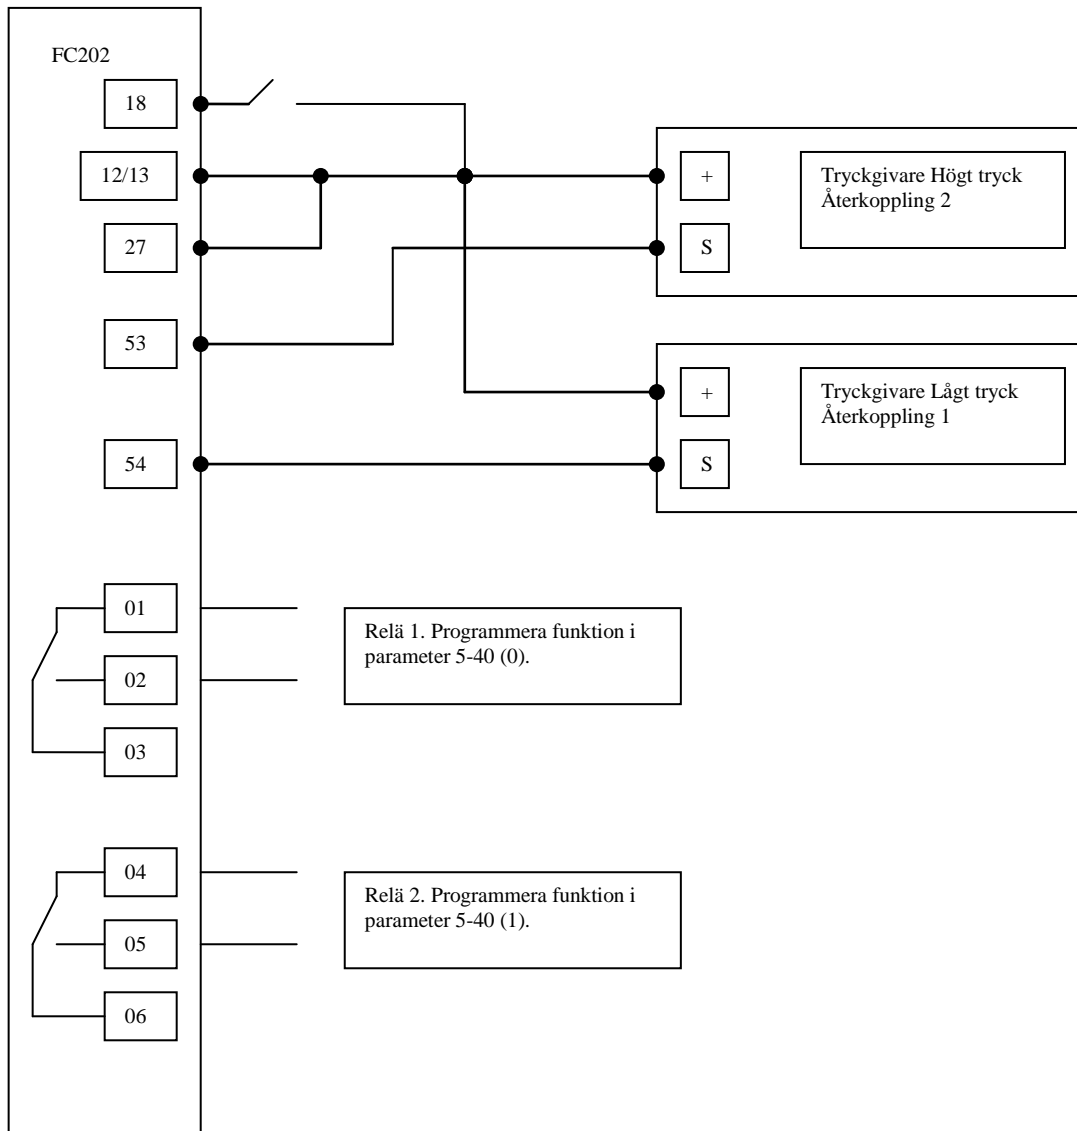 FC202
18
12/13
+
Tryckgivare Högt tryck
Återkoppling 2
27
S
53
+
Tryckgivare Lågt tryck
Återkoppling 1
54
S
01
Relä 1. Programmera funktion i
parameter 5-40 (0).
02
03
04
Relä 2. Programmera funktion i
parameter 5-40 (1).
05
06